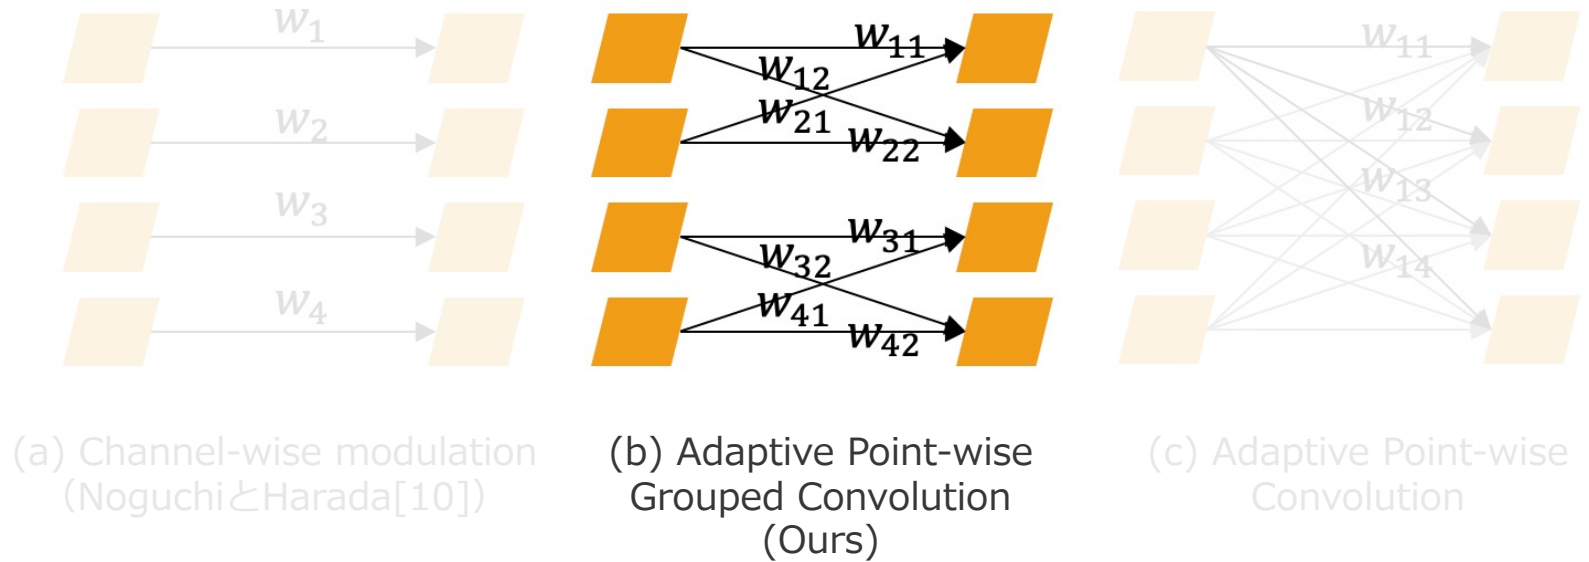 w₁
w₂
w₃
w₄
(a) Channel-wise modulation
(NoguchiとHarada[10])
w₁₁
w₁₂
w₂₁
w₂₂
w₃₁
w₃₂
w₄₁
w₄₂
(b) Adaptive Point-wise
Grouped Convolution
(Ours)
w₁₁
w₁₂
w₁₃
w₁₄
(c) Adaptive Point-wise
Convolution